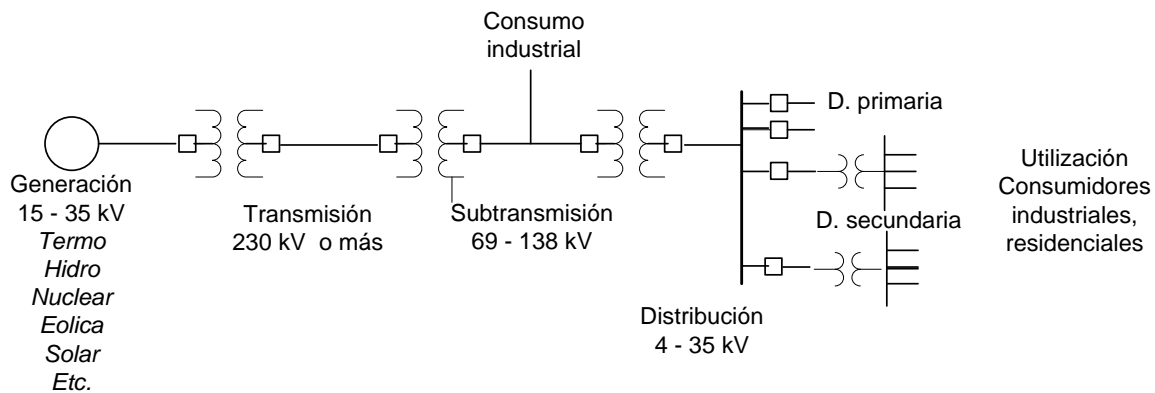 Consumo
industrial
D. primaria
Generación
15 - 35 kV
Termo
Hidro
Nuclear
Eolica
Solar
Etc.
Transmisión
230 kV o más
Subtransmisión
69 - 138 kV
D. secundaria
Utilización
Consumidores
industriales,
residenciales
Distribución
4 - 35 kV